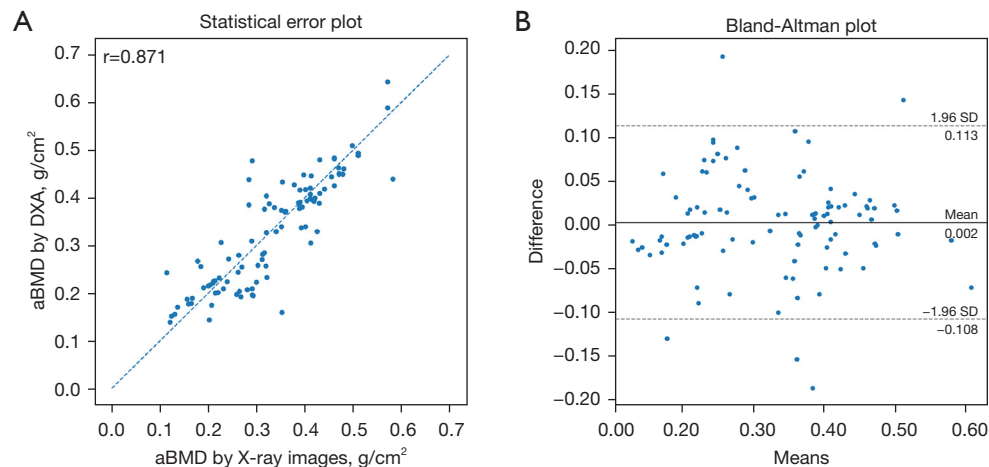 A
Statistical error plot
r=0.871
aBMD by DXA, g/cm²
0.7
0.6
0.5
0.4
0.3
0.2
0.1
0.0
0.0 0.1 0.2 0.3 0.4 0.5 0.6 0.7
aBMD by X-ray images, g/cm²
B
Bland-Altman plot
Difference
0.20
0.15
0.10
0.05
0.00
−0.05
−0.10
−0.15
−0.20
1.96 SD
0.113
Mean
0.002
−1.96 SD
−0.108
0.00 0.20 0.30 0.40 0.50 0.60
Means